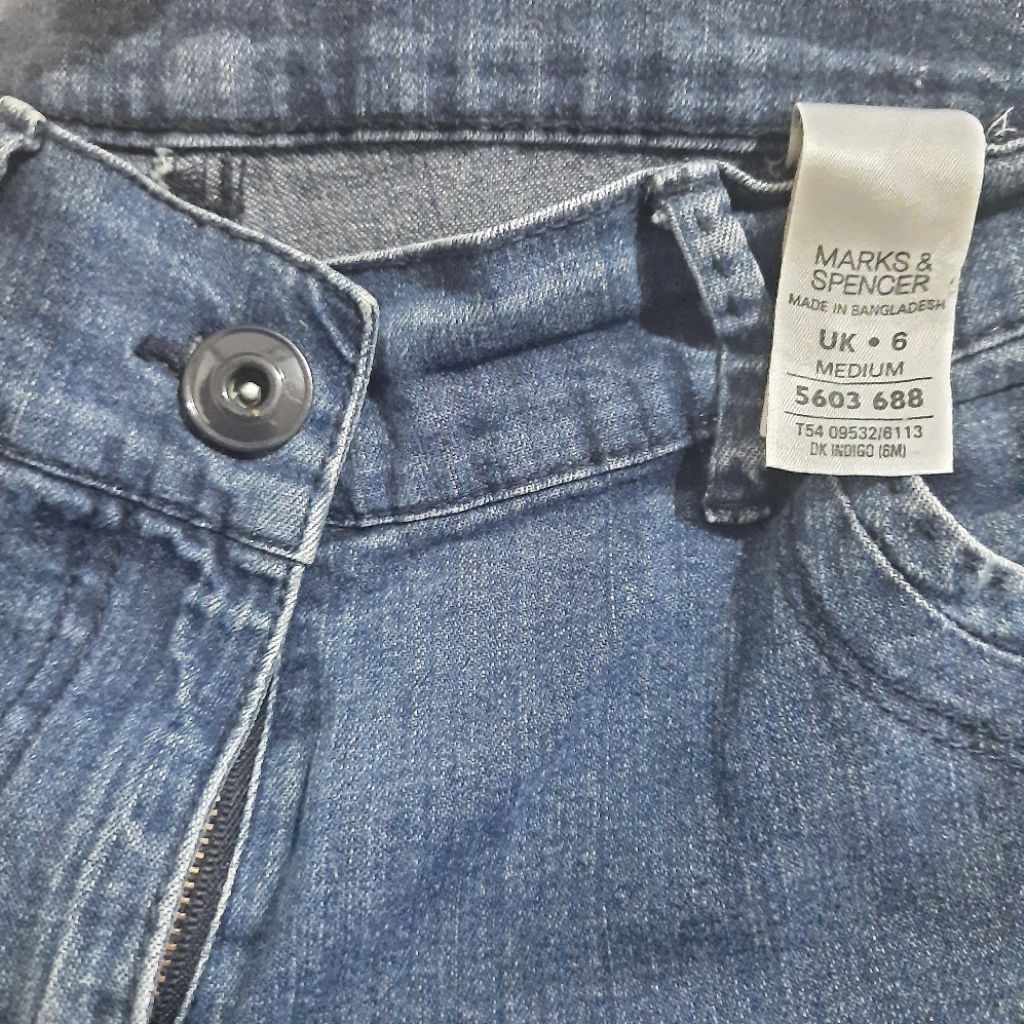 MARKS &
SPENCER
MADE IN BANGLADESH
UK • 6
MEDIUM
5603 688
T54 09532/6113
DK INDIGO (6M)